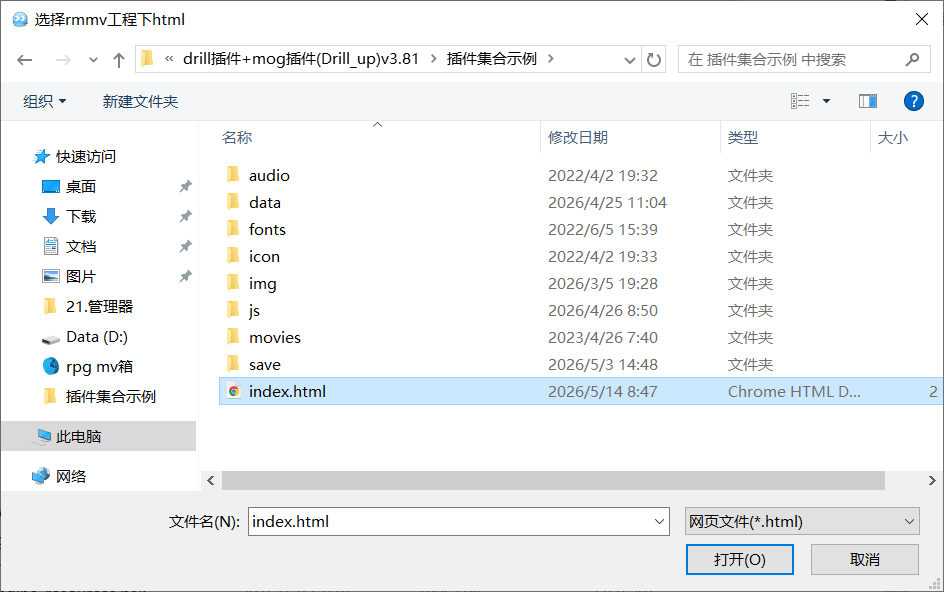 选择rmmv工程下html
« drill插件+mog插件(Drill_up)v3.81 › 插件集合示例 ›
在 插件集合示例 中搜索
组织 新建文件夹
名称 修改日期 类型 大小
快速访问
桌面
下载
文档
图片
21.管理器
Data (D:)
rpg mv箱
插件集合示例
此电脑
网络
audio 2022/4/2 19:32 文件夹
data 2026/4/25 11:04 文件夹
fonts 2022/6/5 15:39 文件夹
icon 2022/4/2 19:33 文件夹
img 2026/3/5 19:28 文件夹
js 2026/4/26 8:50 文件夹
movies 2023/4/26 7:40 文件夹
save 2026/5/3 14:48 文件夹
index.html 2026/5/14 8:47 Chrome HTML D... 2
文件名(N): index.html 网页文件(*.html)
打开(O) 取消